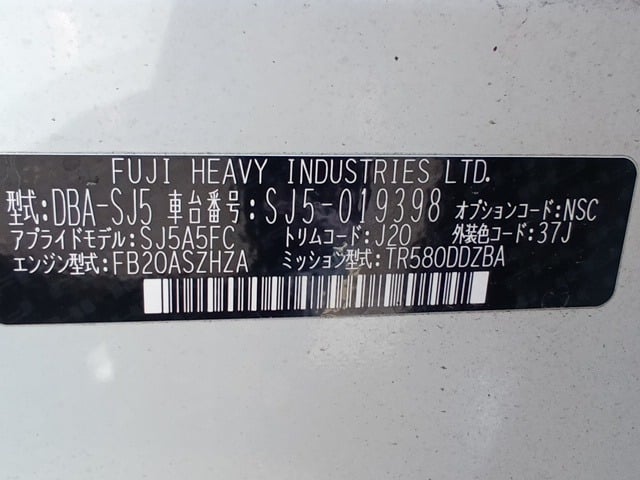 FUJI HEAVY INDUSTRIES LTD.
型式:DBA-SJ5 車台番号:SJ5-019398 オプションコード:NSC
アプライドモデル:SJ5A5FC トリムコード:J20 外装色コード:37J
エンジン型式:FB20ASZHZA ミッション型式:TR580DDZBA